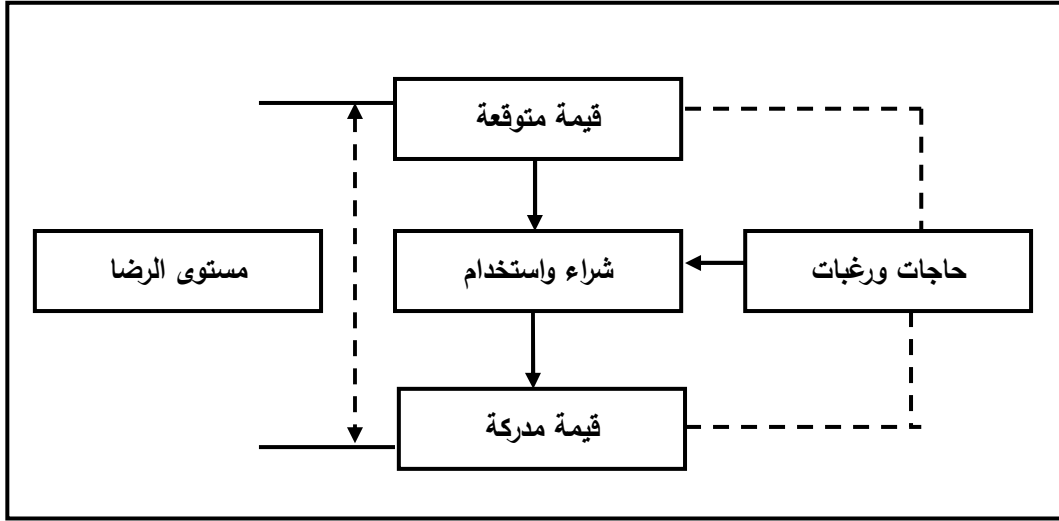 قيمة متوقعة
حاجات ورغبات
شراء واستخدام
مستوى الرضا
قيمة مدركة